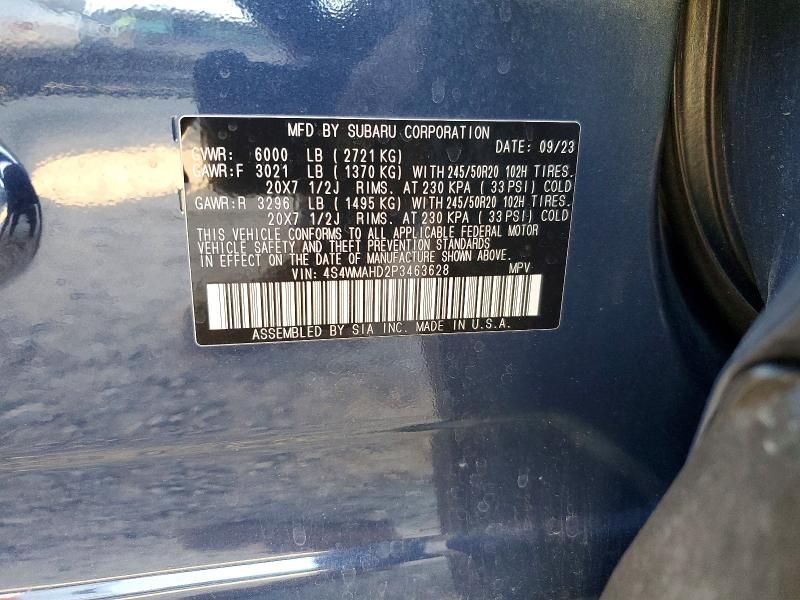 MFD BY SUBARU CORPORATION
DATE: 09/23
GVWR: 6000 LB ( 2721 KG)
GAWR:F 3021 LB ( 1370 KG) WITH 245/50R20 102H TIRES.
20X7 1/2J RIMS. AT 230 KPA ( 33 PSI) COLD
GAWR:R 3296 LB ( 1495 KG) WITH 245/50R20 102H TIRES.
20X7 1/2J RIMS. AT 230 KPA ( 33 PSI) COLD
THIS VEHICLE CONFORMS TO ALL APPLICABLE FEDERAL MOTOR
VEHICLE SAFETY AND THEFT PREVENTION STANDARDS
IN EFFECT ON THE DATE OF MANUFACTURE SHOWN ABOVE.
VIN: 4S4WMAHD2P3463628 MPV
ASSEMBLED BY SIA INC. MADE IN U.S.A.